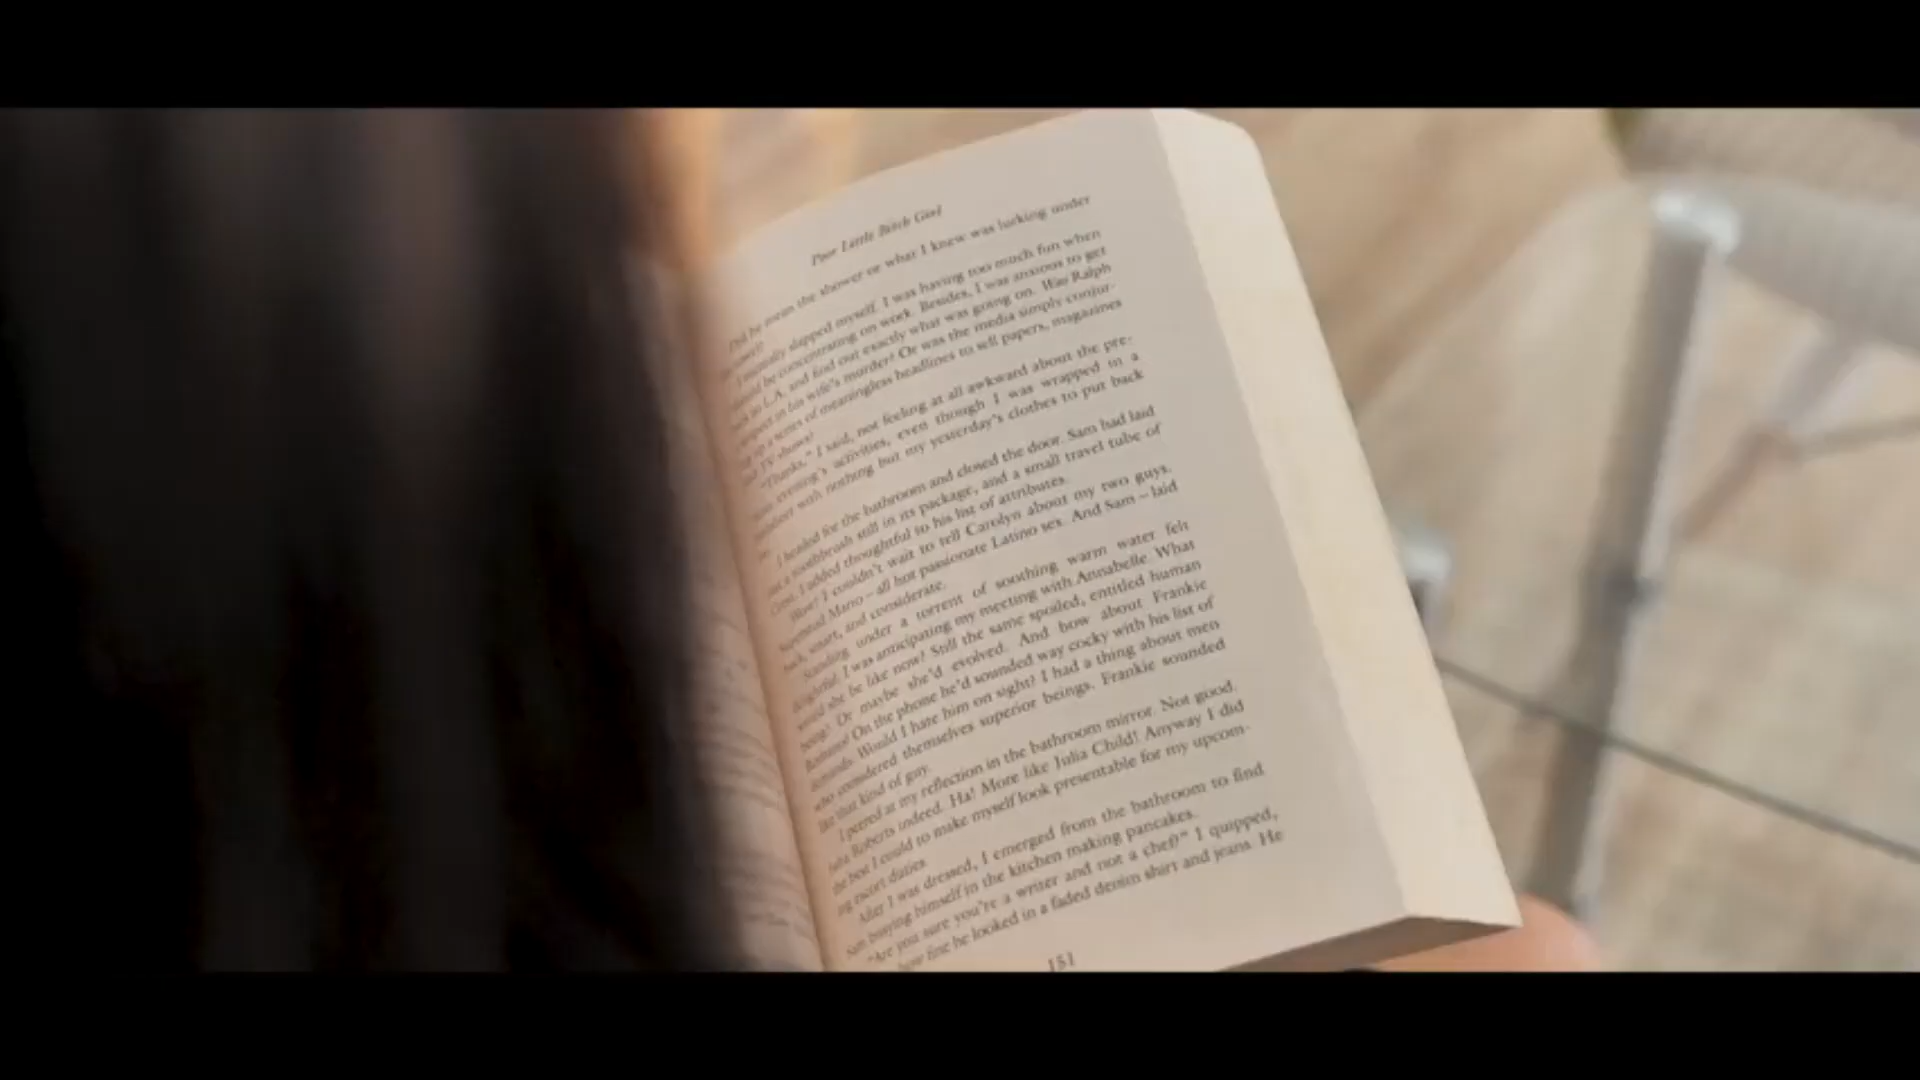 Poor Little Bitch Girl
Did he mean the shower or what I knew was lurking under
I mentally slapped myself. I was having too much fun when
should be concentrating on work. Besides, I was anxious to get
back to L.A. and find out exactly what was going on. Was Ralph
suspect in his wife's murder? Or was the media simply conjur-
ing up a series of meaningless headlines to sell papers, magazines
and TV shows?
"Thanks," I said, not feeling at all awkward about the pre-
evening's activities, even though I was wrapped in a
with nothing but my yesterday's clothes to put back
I headed for the bathroom and closed the door. Sam had laid
out a toothbrush still in its package, and a small travel tube of
Crest. I added thoughtful to his list of attributes.
Wow! I couldn't wait to tell Carolyn about my two guys.
Mario – all hot passionate Latino sex. And Sam – laid
back, smart, and considerate.
Standing under a torrent of soothing warm water felt
I was anticipating my meeting with Annabelle. What
would she be like now? Still the same spoiled, entitled human
being? Or maybe she'd evolved. And how about Frankie
Romano? On the phone he'd sounded way cocky with his list of
demands. Would I hate him on sight? I had a thing about men
who considered themselves superior beings. Frankie sounded
like that kind of guy.
I peered at my reflection in the bathroom mirror. Not good.
Julia Roberts indeed. Ha! More like Julia Child! Anyway I did
the best I could to make myself look presentable for my upcom-
ing escort duties.
After I was dressed, I emerged from the bathroom to find
Sam busying himself in the kitchen making pancakes.
"Are you sure you're a writer and not a chef?" I quipped,
how fine he looked in a faded denim shirt and jeans. He
151